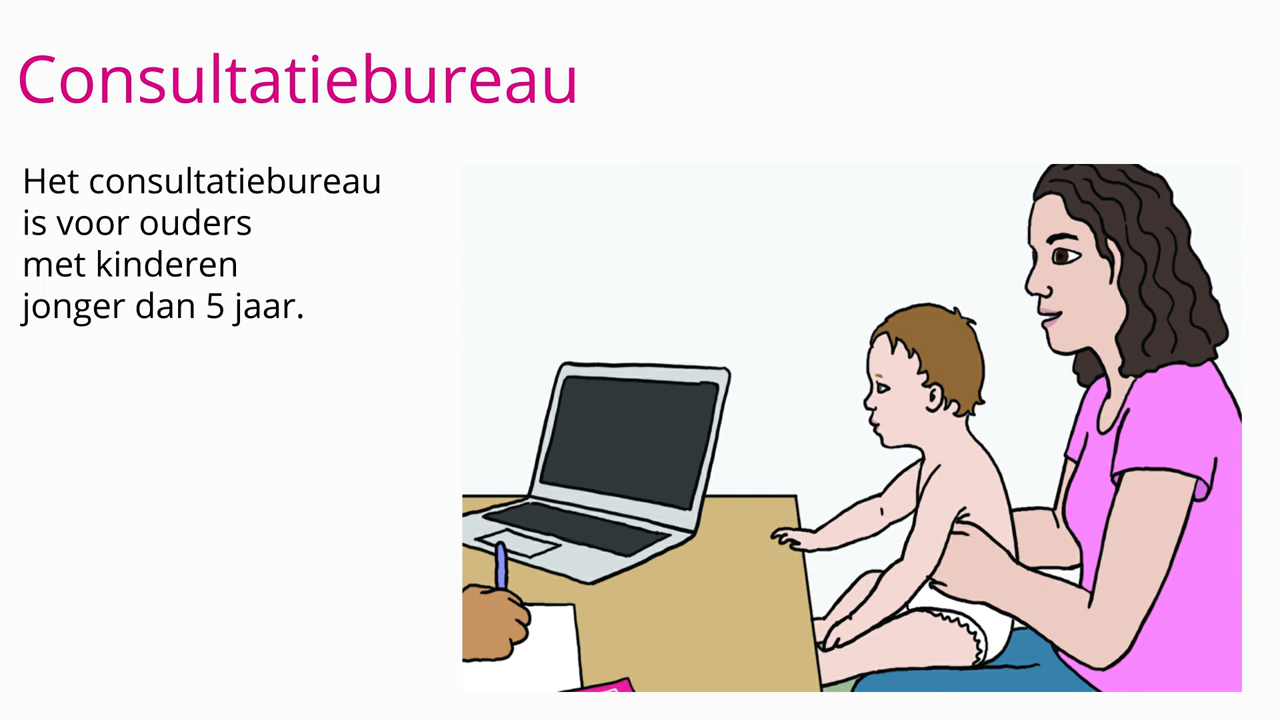 Consultatiebureau
Het consultatiebureau
is voor ouders
met kinderen
jonger dan 5 jaar.